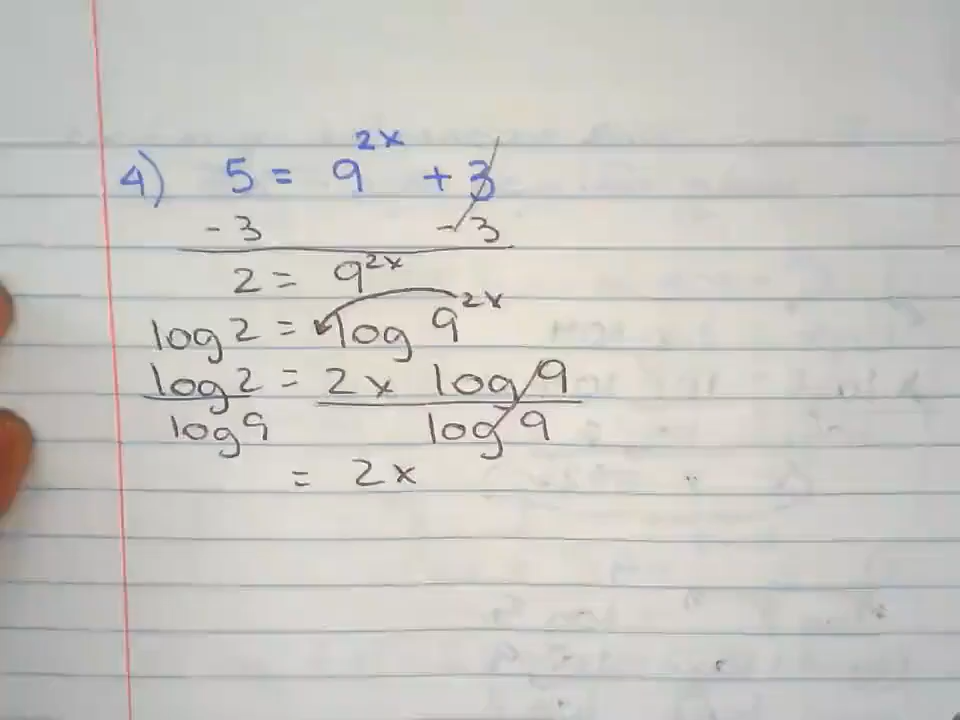 4) 5 = 9^2x + 3
- 3 - 3
2 = 9^2x
log 2 = log 9^2x
log 2 = 2x log 9
log 9 log 9
= 2x